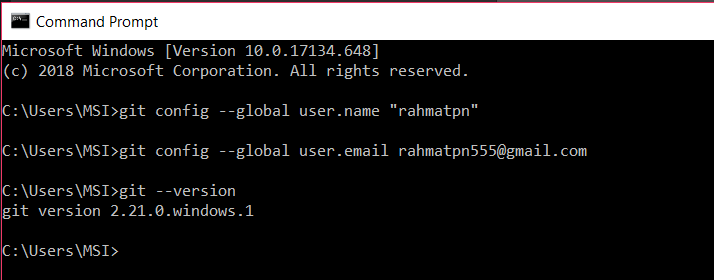 Command Prompt
Microsoft Windows [Version 10.0.17134.648]
(c) 2018 Microsoft Corporation. All rights reserved.
C:\Users\MSI>git config --global user.name "rahmatpn"
C:\Users\MSI>git config --global user.email rahmatpn555@gmail.com
C:\Users\MSI>git --version
git version 2.21.0.windows.1
C:\Users\MSI>